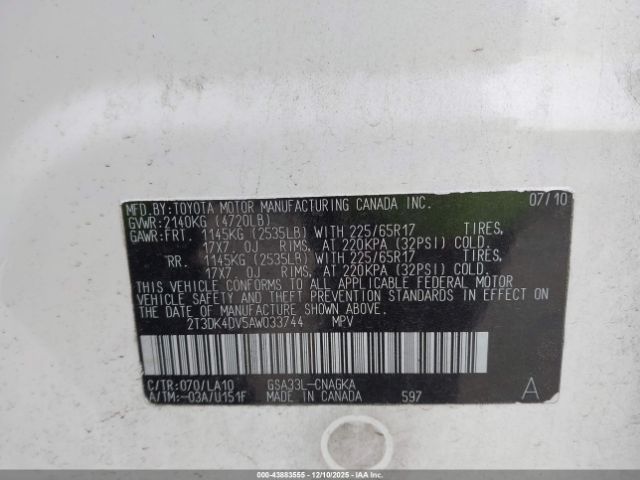 MFD.BY:TOYOTA MOTOR MANUFACTURING CANADA INC. 07/10
GVWR:2140KG (4720LB)
GAWR:FRT. 1145KG (2535LB) WITH 225/65R17 TIRES,
17X7.0J RIMS, AT 220KPA (32PSI) COLD.
RR. 1145KG (2535LB) WITH 225/65R17 TIRES,
17X7.0J RIMS, AT 220KPA (32PSI) COLD.
THIS VEHICLE CONFORMS TO ALL APPLICABLE FEDERAL MOTOR
VEHICLE SAFETY AND THEFT PREVENTION STANDARDS IN EFFECT ON
THE DATE OF MANUFACTURE SHOWN ABOVE.
2T3DK4DV5AW033744 MPV
C/TR:070/LA10 GSA33L-CNAGKA A
A/TM:-03A/U151F MADE IN CANADA 597
000-43883555 - 12/10/2025 - IAA Inc.